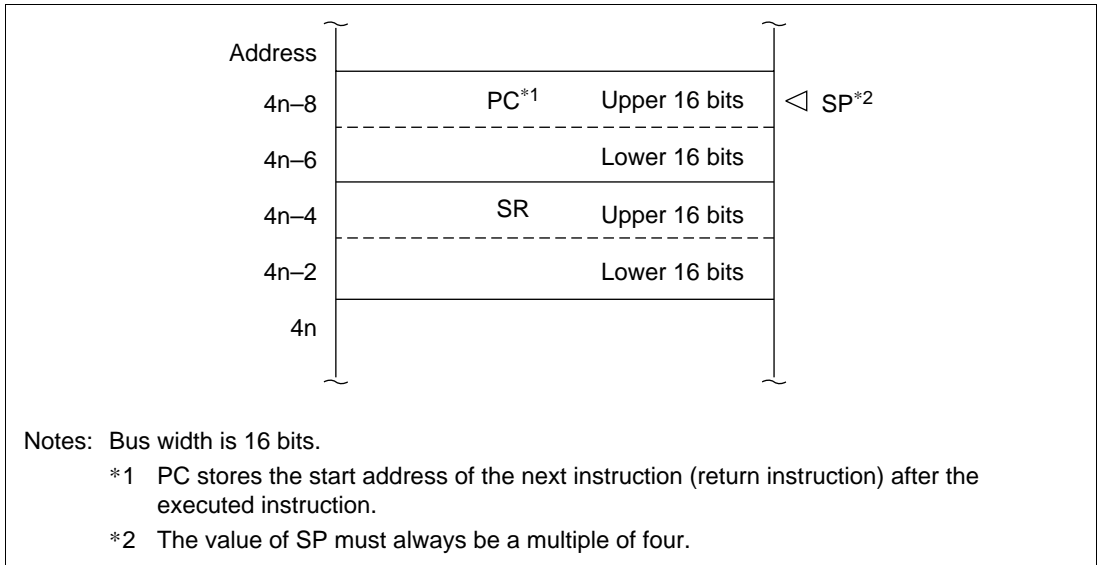 Address
4n–8 PC*1 Upper 16 bits SP*2
4n–6 Lower 16 bits
4n–4 SR Upper 16 bits
4n–2 Lower 16 bits
4n
Notes: Bus width is 16 bits.
*1 PC stores the start address of the next instruction (return instruction) after the
executed instruction.
*2 The value of SP must always be a multiple of four.